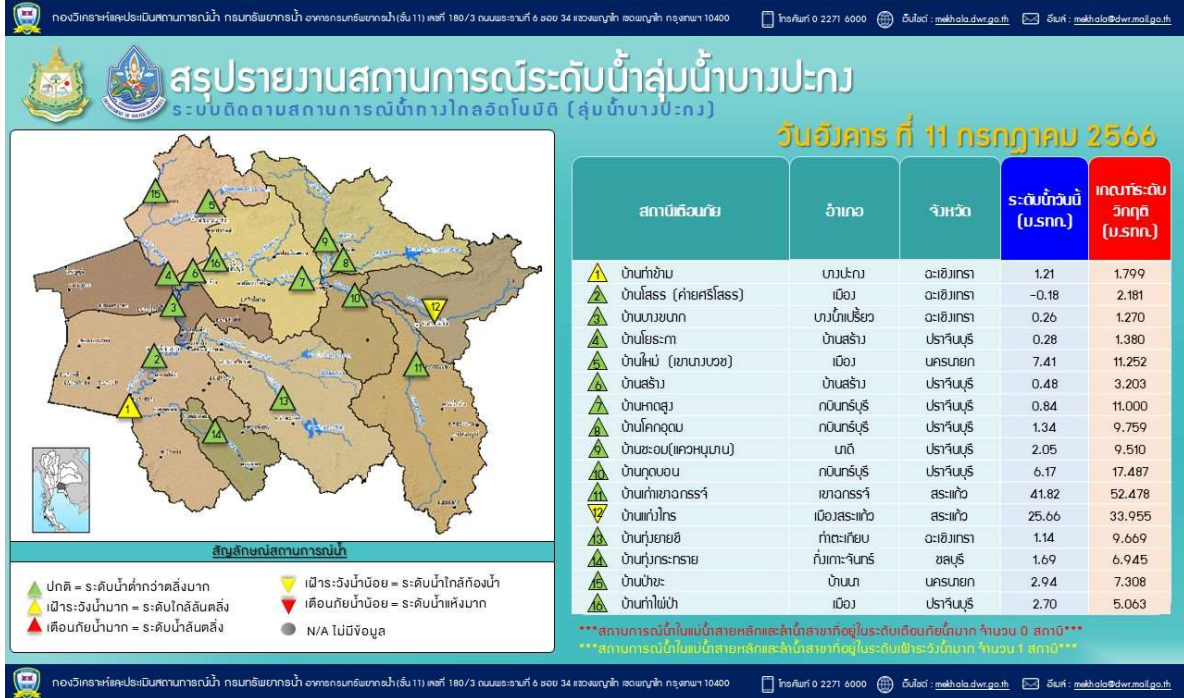 กองวิเคราะห์และประเมินสถานการณ์น้ำ กรมทรัพยากรน้ำ อาคารกรมทรัพยากรน้ำ(ชั้น 11) เลขที่ 180/3 ถนนพระรามที่ 6 ซอย 34 แขวงพญาไท เขตพญาไท กรุงเทพฯ 10400 โทรศัพท์ 0 2271 6000 เว็บไซต์ : mekhala.dwr.go.th อีเมล์ : mekhala@dwr.mail.go.th
สรุปรายงานสถานการณ์ระดับน้ำลุ่มน้ำบางปะกง
ระบบติดตามสถานการณ์น้ำทางไกลอัตโนมัติ (ลุ่มน้ำบางปะกง)
วันอังคาร ที่ 11 กรกฎาคม 2566
สถานีเตือนภัย อำเภอ จังหวัด ระดับน้ำวันนี้ (ม.รทก.) เกณฑ์ระดับวิกฤติ (ม.รทก.)
1 บ้านท่าข้าม บางปะกง ฉะเชิงเทรา 1.21 1.799
2 บ้านโสธร (ค่ายศรีโสธร) เมือง ฉะเชิงเทรา -0.18 2.181
3 บ้านบางขนาก บางน้ำเปรี้ยว ฉะเชิงเทรา 0.26 1.270
4 บ้านโยธะกา บ้านสร้าง ปราจีนบุรี 0.28 1.380
5 บ้านใหม่ (เขานางบวช) เมือง นครนายก 7.41 11.252
6 บ้านสร้าง บ้านสร้าง ปราจีนบุรี 0.48 3.203
7 บ้านหาดสูง กบินทร์บุรี ปราจีนบุรี 0.84 11.000
8 บ้านโคกอุดม กบินทร์บุรี ปราจีนบุรี 1.34 9.759
9 บ้านชะอม(แควหนุมาน) นาดี ปราจีนบุรี 2.05 9.510
10 บ้านกุดบอน กบินทร์บุรี ปราจีนบุรี 6.17 17.487
11 บ้านเก่าเขาฉกรรจ์ เขาฉกรรจ์ สระแก้ว 41.82 52.478
12 บ้านแก่งไทร เมืองสระแก้ว สระแก้ว 25.66 33.955
13 บ้านทุ่งยายชี ท่าตะเกียบ ฉะเชิงเทรา 1.14 9.669
14 บ้านทุ่งกระทราย กิ่งเกาะจันทร์ ชลบุรี 1.69 6.945
15 บ้านป่าขะ บ้านนา นครนายก 2.94 7.308
16 บ้านท่าไผ่ป่า เมือง ปราจีนบุรี 2.70 5.063
***สถานการณ์น้ำในแม่น้ำสายหลักและลำน้ำสาขาที่อยู่ในระดับเตือนภัยน้ำมาก จำนวน 0 สถานี***
***สถานการณ์น้ำในแม่น้ำสายหลักและลำน้ำสาขาที่อยู่ในระดับเฝ้าระวังน้ำมาก จำนวน 1 สถานี***
15
5
9
16
8
4
6
7
10
3
12
2
11
1
13
14
สัญลักษณ์สถานการณ์น้ำ
ปกติ = ระดับน้ำต่ำกว่าตลิ่งมาก
เฝ้าระวังน้ำมาก = ระดับใกล้ล้นตลิ่ง
เตือนภัยน้ำมาก = ระดับน้ำล้นตลิ่ง
เฝ้าระวังน้ำน้อย = ระดับน้ำใกล้ท้องน้ำ
เตือนภัยน้ำน้อย = ระดับน้ำแห้งมาก
N/A ไม่มีข้อมูล
กองวิเคราะห์และประเมินสถานการณ์น้ำ กรมทรัพยากรน้ำ อาคารกรมทรัพยากรน้ำ(ชั้น 11) เลขที่ 180/3 ถนนพระรามที่ 6 ซอย 34 แขวงพญาไท เขตพญาไท กรุงเทพฯ 10400 โทรศัพท์ 0 2271 6000 เว็บไซต์ : mekhala.dwr.go.th อีเมล์ : mekhala@dwr.mail.go.th